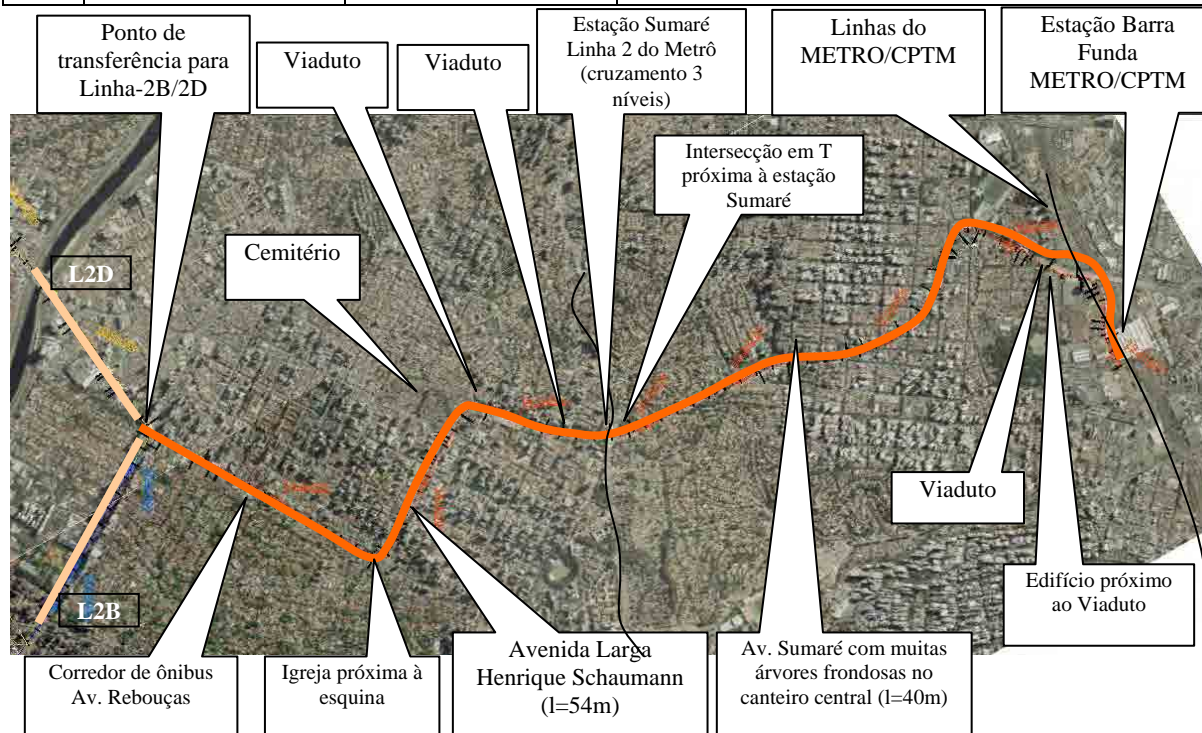 Ponto de
transferência para
Linha-2B/2D
Viaduto
Viaduto
Estação Sumaré
Linha 2 do Metrô
(cruzamento 3
níveis)
Linhas do
METRO/CPTM
Estação Barra
Funda
METRO/CPTM
Intersecção em T
próxima à estação
Sumaré
Cemitério
L2D
L2B
Viaduto
Edifício próximo
ao Viaduto
Corredor de ônibus
Av. Rebouças
Igreja próxima à
esquina
Avenida Larga
Henrique Schaumann
(l=54m)
Av. Sumaré com muitas
árvores frondosas no
canteiro central (l=40m)